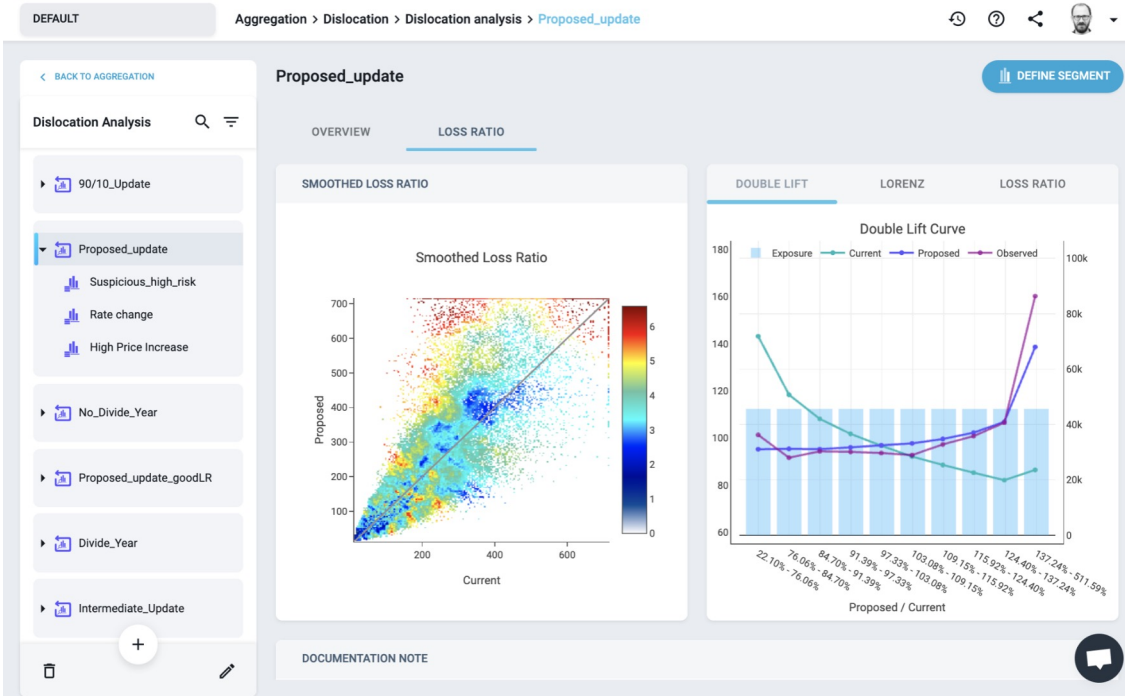 DEFAULT
Aggregation > Dislocation > Dislocation analysis > Proposed_update
BACK TO AGGREGATION
Dislocation Analysis
90/10_Update
Proposed_update
Suspicious_high_risk
Rate change
High Price Increase
No_Divide_Year
Proposed_update_goodLR
Divide_Year
Intermediate_Update
+
Proposed_update
DEFINE SEGMENT
OVERVIEW
LOSS RATIO
SMOOTHED LOSS RATIO
Smoothed Loss Ratio
Proposed
700
600
500
400
300
200
100
200
400
600
Current
6
5
4
3
2
1
0
DOUBLE LIFT
LORENZ
LOSS RATIO
Double Lift Curve
Exposure
Current
Proposed
Observed
180
160
140
120
100
80
60
100k
80k
60k
40k
20k
0
22.10% - 76.06%
76.06% - 84.70%
84.70% - 91.39%
91.39% - 97.33%
97.33% - 103.08%
103.08% - 109.15%
109.15% - 115.92%
115.92% - 124.40%
124.40% - 137.24%
137.24% - 511.59%
Proposed / Current
DOCUMENTATION NOTE